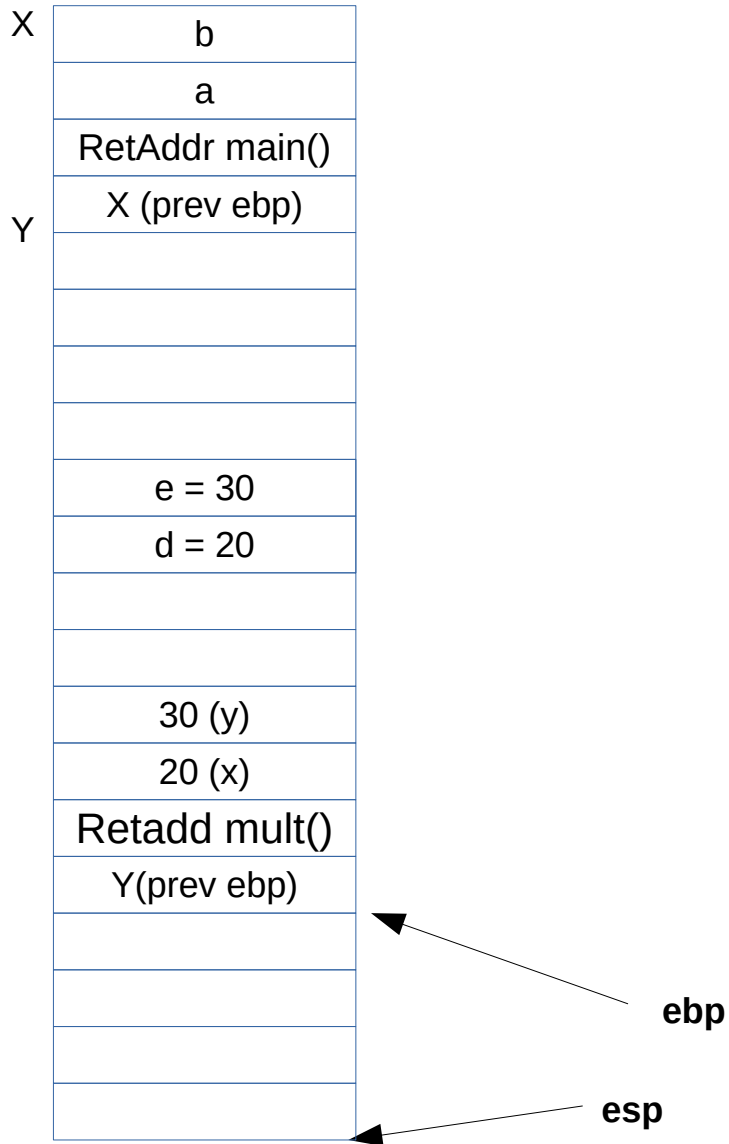 X
b
a
RetAddr main()
X (prev ebp)
Y
e = 30
d = 20
30 (y)
20 (x)
Retadd mult()
Y(prev ebp)
ebp
esp